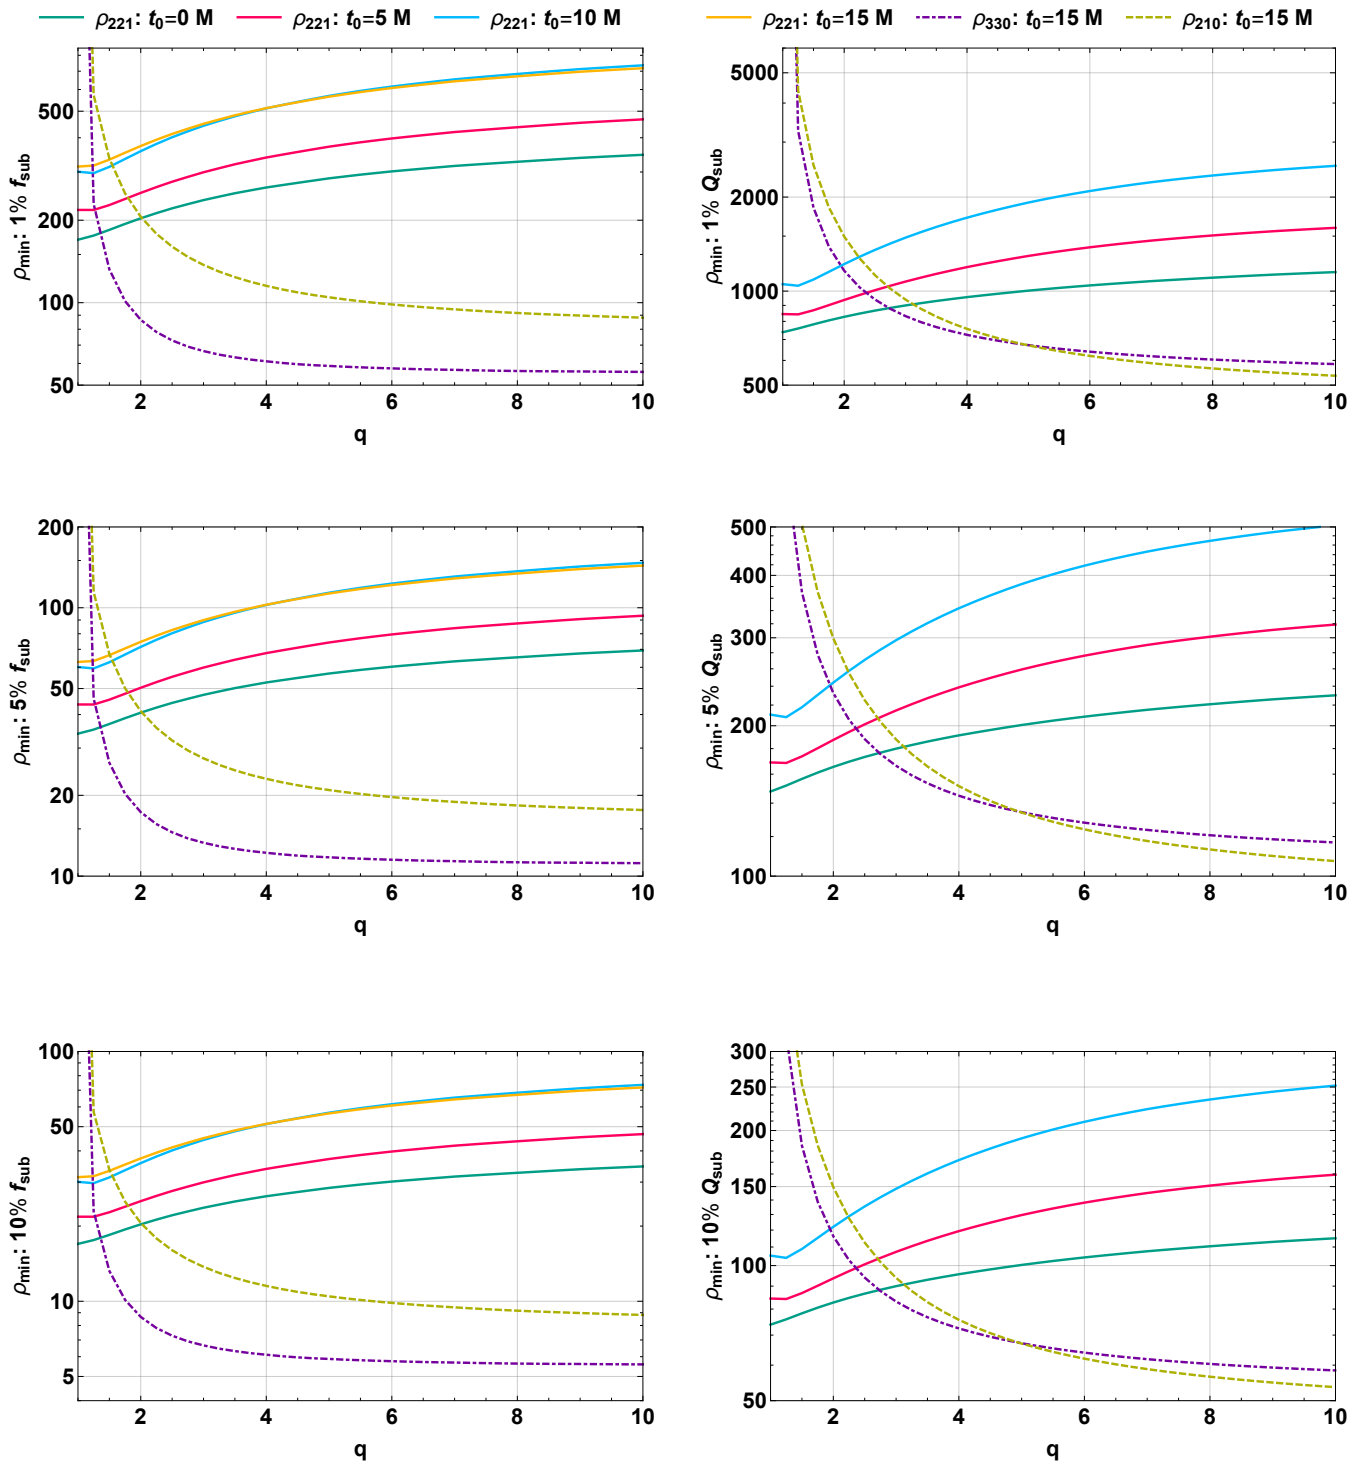 ρ221: t0=0 M ρ221: t0=5 M ρ221: t0=10 M ρ221: t0=15 M ρ330: t0=15 M ρ210: t0=15 M
ρmin: 1% fsub
500
200
100
50
2 4 6 8 10
q
ρmin: 1% Qsub
5000
2000
1000
500
2 4 6 8 10
q
ρmin: 5% fsub
200
100
50
20
10
2 4 6 8 10
q
ρmin: 5% Qsub
500
400
300
200
100
2 4 6 8 10
q
ρmin: 10% fsub
100
50
10
5
2 4 6 8 10
q
ρmin: 10% Qsub
300
250
200
150
100
50
2 4 6 8 10
q